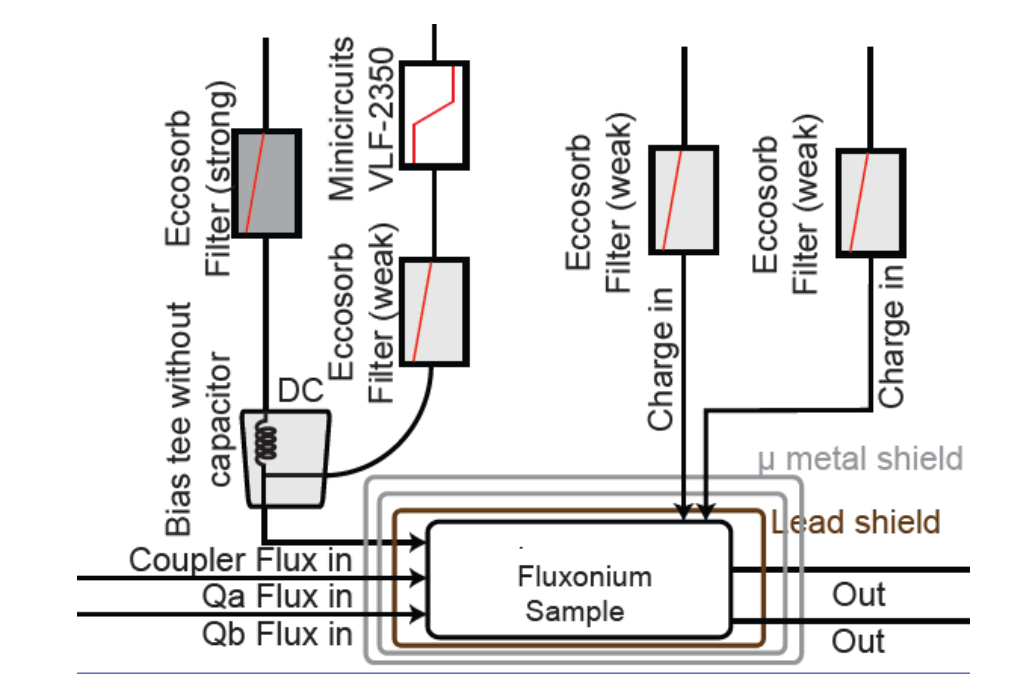 Eccosorb
Filter (strong)
Minicircuits
VLF-2350
Eccosorb
Filter (weak)
Eccosorb
Filter (weak)
Eccosorb
Filter (weak)
Bias tee without
capacitor
DC
Charge in
Charge in
µ metal shield
Lead shield
Coupler Flux in
Qa Flux in
Qb Flux in
Fluxonium
Sample
Out
Out